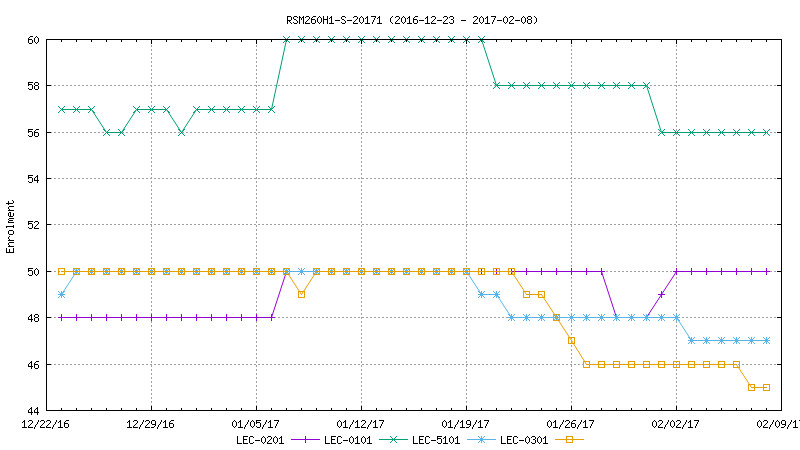 RSM260H1-S-20171 (2016-12-23 - 2017-02-08)
60
58
56
54
52
50
48
46
44
Enrolment
12/22/16 12/29/16 01/05/17 01/12/17 01/19/17 01/26/17 02/02/17 02/09/17
LEC-0201 LEC-0101 LEC-5101 LEC-0301